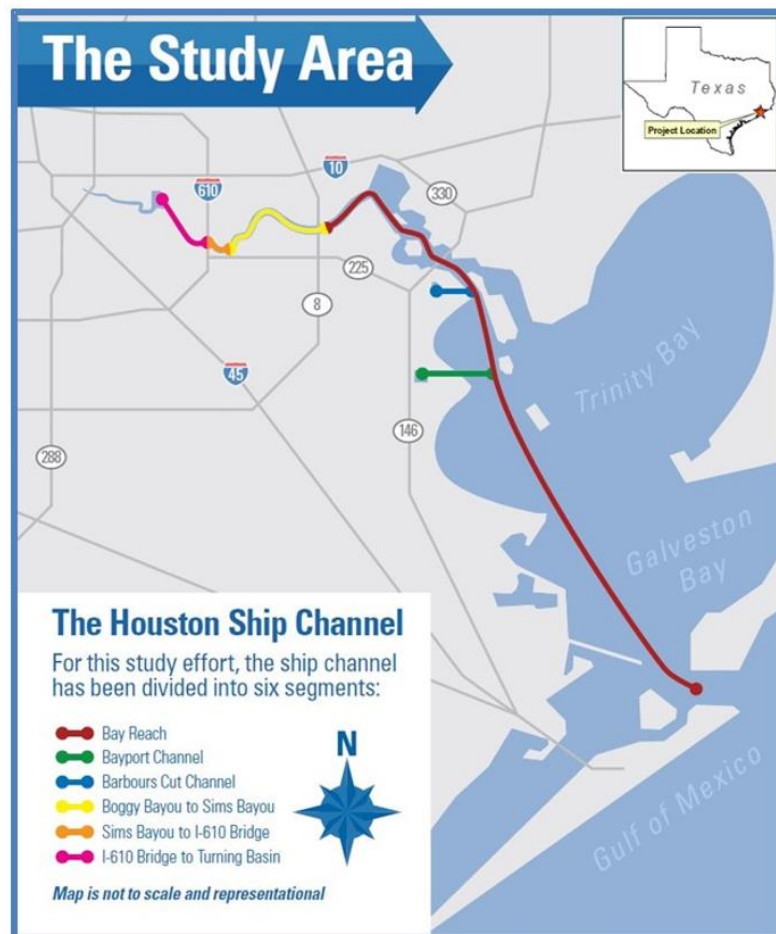 The Study Area
Texas
Project Location
10
610
330
225
8
45
146
288
Trinity Bay
Galveston
Bay
Gulf of Mexico
The Houston Ship Channel
For this study effort, the ship channel
has been divided into six segments:
Bay Reach
Bayport Channel
Barbours Cut Channel
Boggy Bayou to Sims Bayou
Sims Bayou to I-610 Bridge
I-610 Bridge to Turning Basin
N
Map is not to scale and representational